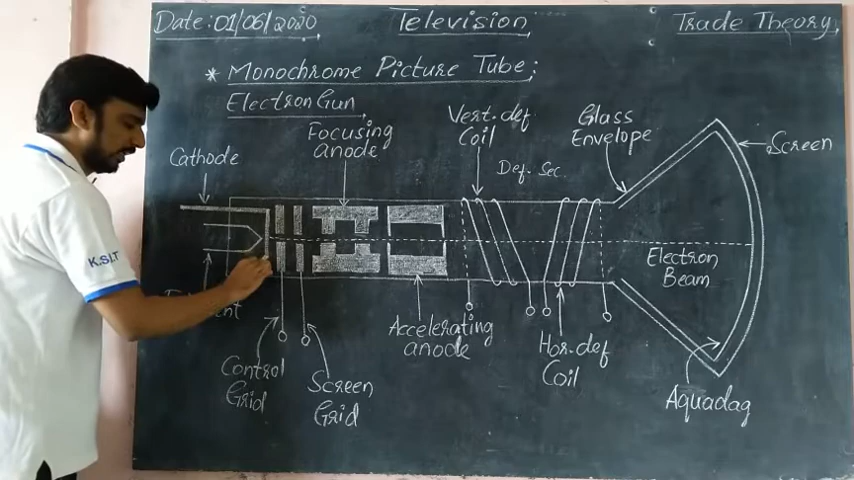 Date: 01/06/2020
Television
Trade Theory
* Monochrome Picture Tube:
Electron Gun
Cathode
Focusing
anode
Vert. def
Coil
Def. Sec.
Glass
Envelope
Screen
Electron
Beam
K.S.I.T
Control
Grid
Screen
Grid
Accelerating
anode
Hor. def
Coil
Aquadag